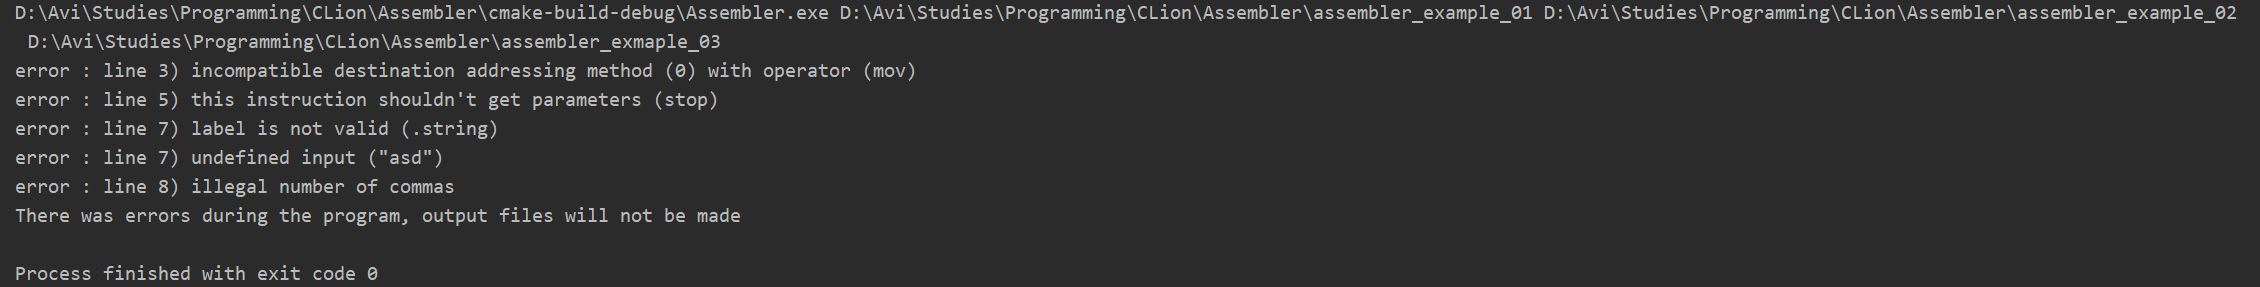 D:\Avi\Studies\Programming\CLion\Assembler\cmake-build-debug\Assembler.exe D:\Avi\Studies\Programming\CLion\Assembler\assembler_example_01 D:\Avi\Studies\Programming\CLion\Assembler\assembler_example_02
D:\Avi\Studies\Programming\CLion\Assembler\assembler_exmaple_03
error : line 3) incompatible destination addressing method (0) with operator (mov)
error : line 5) this instruction shouldn't get parameters (stop)
error : line 7) label is not valid (.string)
error : line 7) undefined input ("asd")
error : line 8) illegal number of commas
There was errors during the program, output files will not be made
Process finished with exit code 0